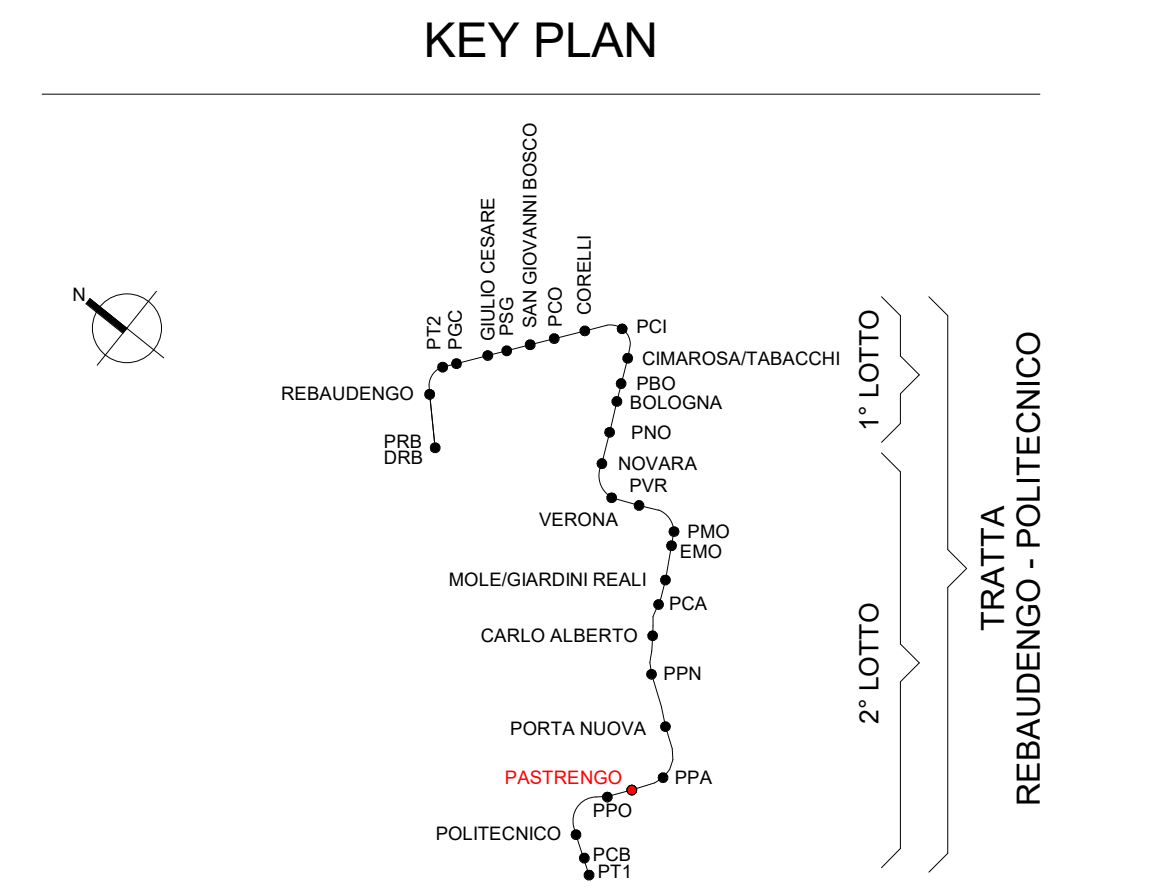 KEY PLAN
N
PT2
PGC
GIULIO CESARE
PSG
SAN GIOVANNI BOSCO
PCO
CORELLI
PCI
CIMAROSA/TABACCHI
REBAUDENGO
PBO
BOLOGNA
PNO
PRB
DRB
NOVARA
PVR
VERONA
PMO
EMO
MOLE/GIARDINI REALI
PCA
CARLO ALBERTO
PPN
PORTA NUOVA
PASTRENGO
PPA
PPO
POLITECNICO
PCB
PT1
1° LOTTO
2° LOTTO
TRATTA
REBAUDENGO - POLITECNICO